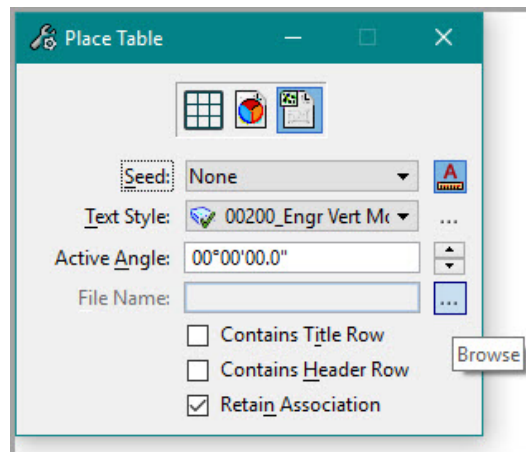 Place Table
Seed: None
A
Text Style: 00200_Engr Vert Mc ...
Active Angle: 00°00'00.0"
File Name: ...
Contains Title Row
Browse
Contains Header Row
Retain Association